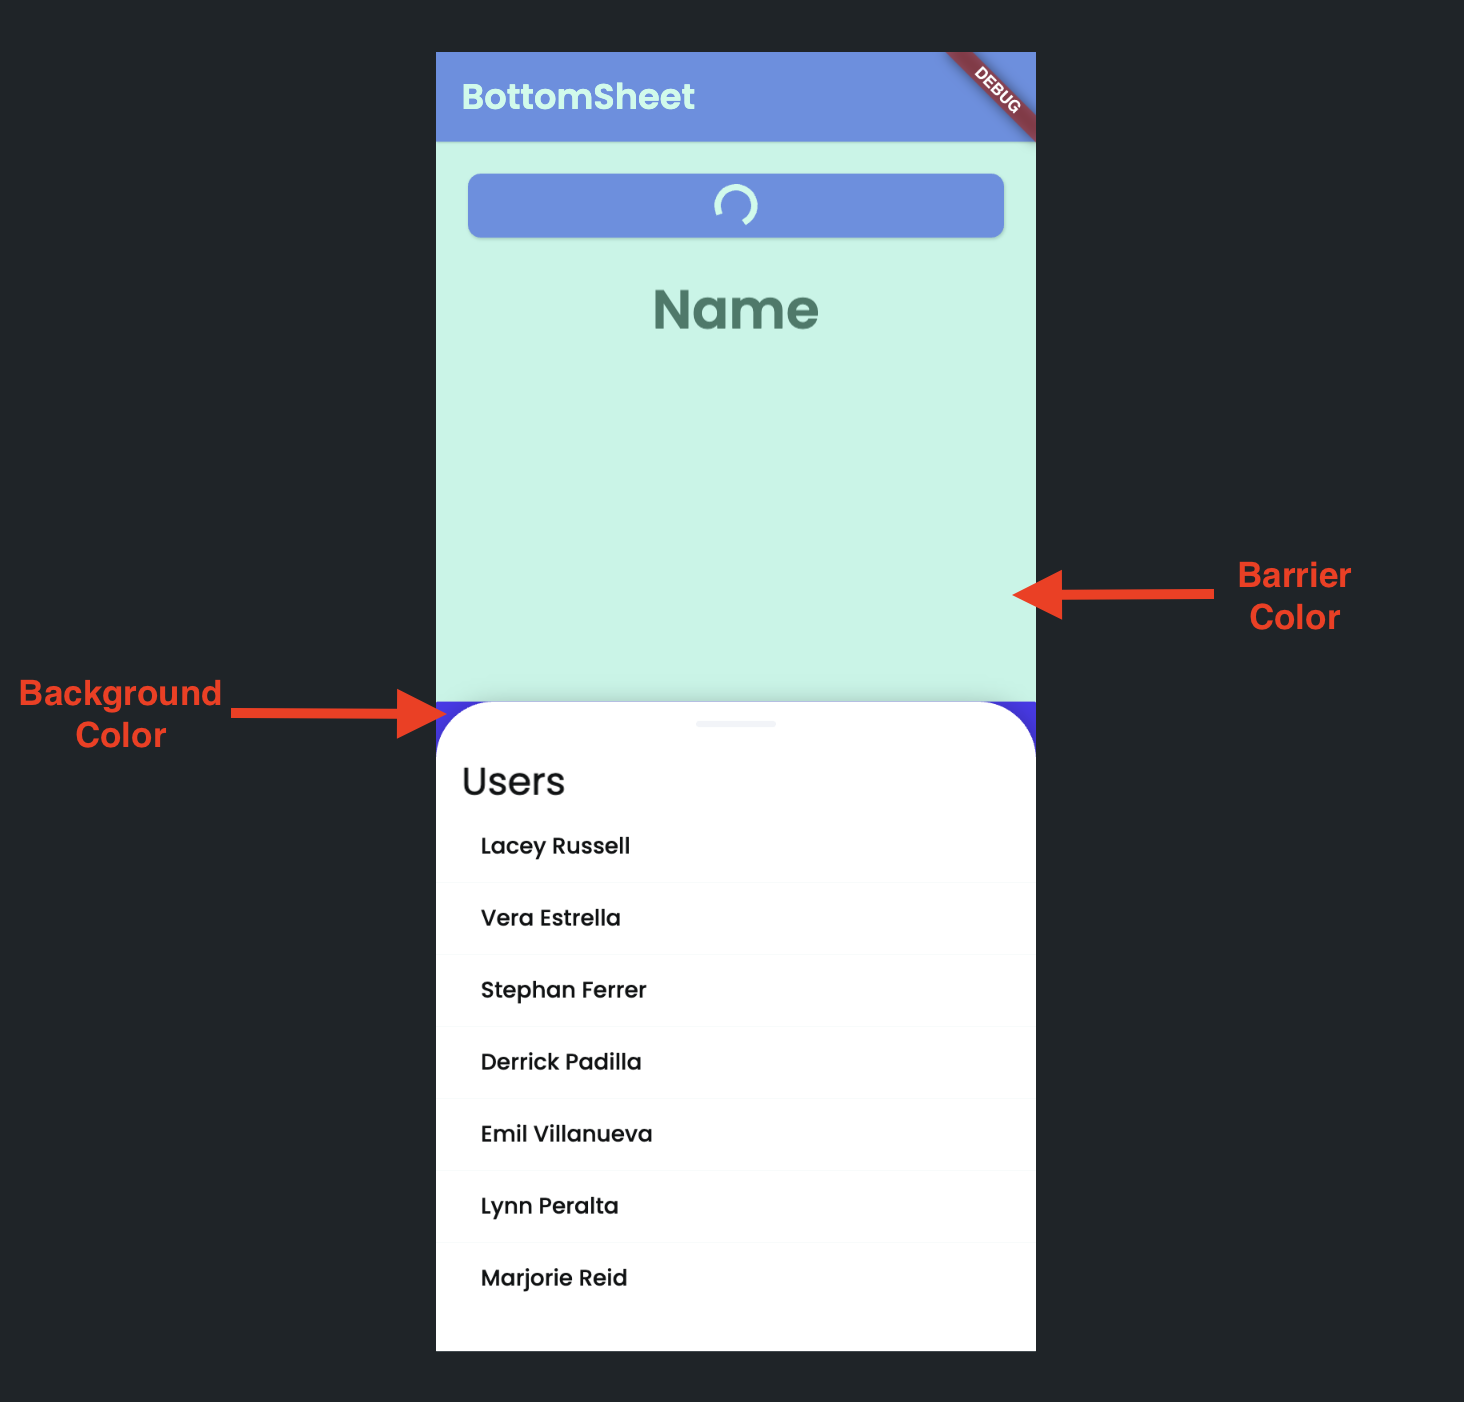 BottomSheet
DEBUG
Name
Barrier
Color
Background
Color
Users
Lacey Russell
Vera Estrella
Stephan Ferrer
Derrick Padilla
Emil Villanueva
Lynn Peralta
Marjorie Reid